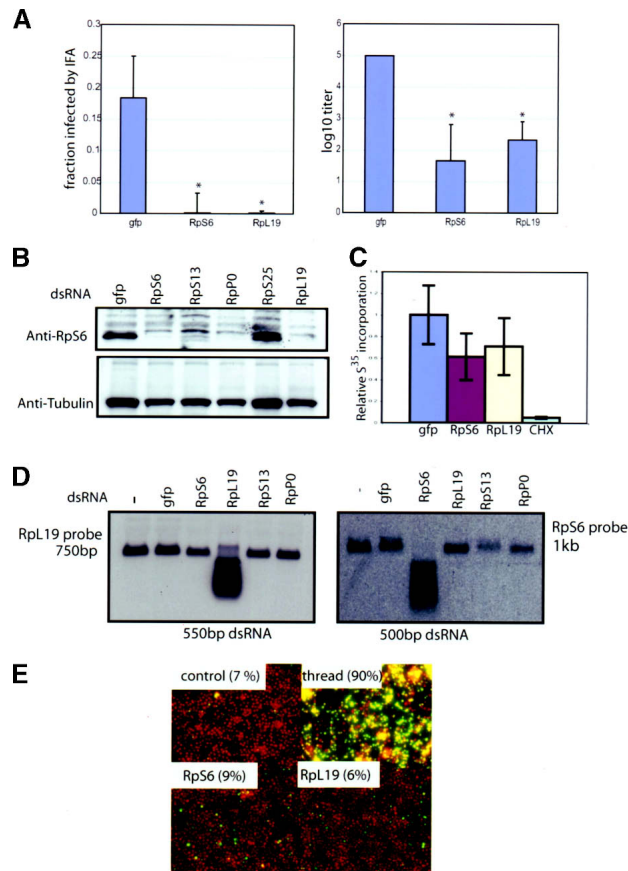 A
fraction infected by IFA
0.3
0.25
0.2
0.15
0.1
0.05
0
*
*
gfp RpS6 RpL19
log10 titer
6
5
4
3
2
1
0
*
*
gfp RpS6 RpL19
B
dsRNA gfp RpS6 RpS13 RpP0 RpS25 RpL19
Anti-RpS6
Anti-Tubulin
C
Relative S35 incorporation
gfp RpS6 RpL19 CHX
D
dsRNA – gfp RpS6 RpL19 RpS13 RpP0
RpL19 probe
750bp
550bp dsRNA
- gfp RpS6 RpL19 RpS13 RpP0
RpS6 probe
1kb
500bp dsRNA
E
control (7 %) thread (90%)
RpS6 (9%) RpL19 (6%)